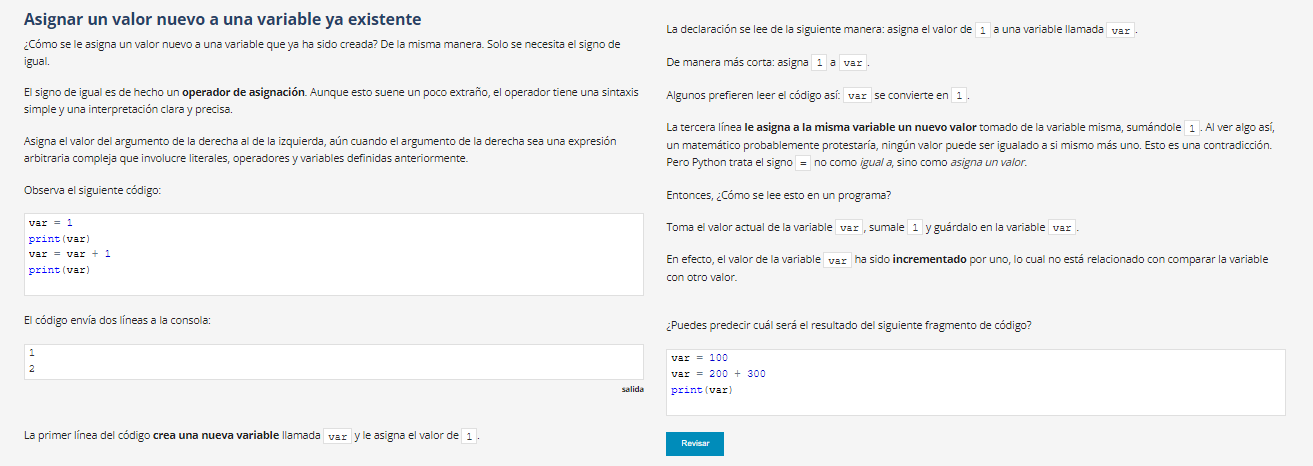 Asignar un valor nuevo a una variable ya existente
¿Cómo se le asigna un valor nuevo a una variable que ya ha sido creada? De la misma manera. Solo se necesita el signo de
igual.
El signo de igual es de hecho un operador de asignación. Aunque esto suene un poco extraño, el operador tiene una sintaxis
simple y una interpretación clara y precisa.
Asigna el valor del argumento de la derecha al de la izquierda, aún cuando el argumento de la derecha sea una expresión
arbitraria compleja que involucre literales, operadores y variables definidas anteriormente.
Observa el siguiente código:
var = 1
print(var)
var = var + 1
print(var)
El código envía dos líneas a la consola:
1
2
salida
La primer línea del código crea una nueva variable llamada var y le asigna el valor de 1.
La declaración se lee de la siguiente manera: asigna el valor de 1 a una variable llamada var.
De manera más corta: asigna 1 a var.
Algunos prefieren leer el código así: var se convierte en 1.
La tercera línea le asigna a la misma variable un nuevo valor tomado de la variable misma, sumándole 1. Al ver algo así,
un matemático probablemente protestaría, ningún valor puede ser igualado a si mismo más uno. Esto es una contradicción.
Pero Python trata el signo = no como igual a, sino como asigna un valor.
Entonces, ¿Cómo se lee esto en un programa?
Toma el valor actual de la variable var, sumale 1 y guárdalo en la variable var.
En efecto, el valor de la variable var ha sido incrementado por uno, lo cual no está relacionado con comparar la variable
con otro valor.
¿Puedes predecir cuál será el resultado del siguiente fragmento de código?
var = 100
var = 200 + 300
print(var)
Revisar